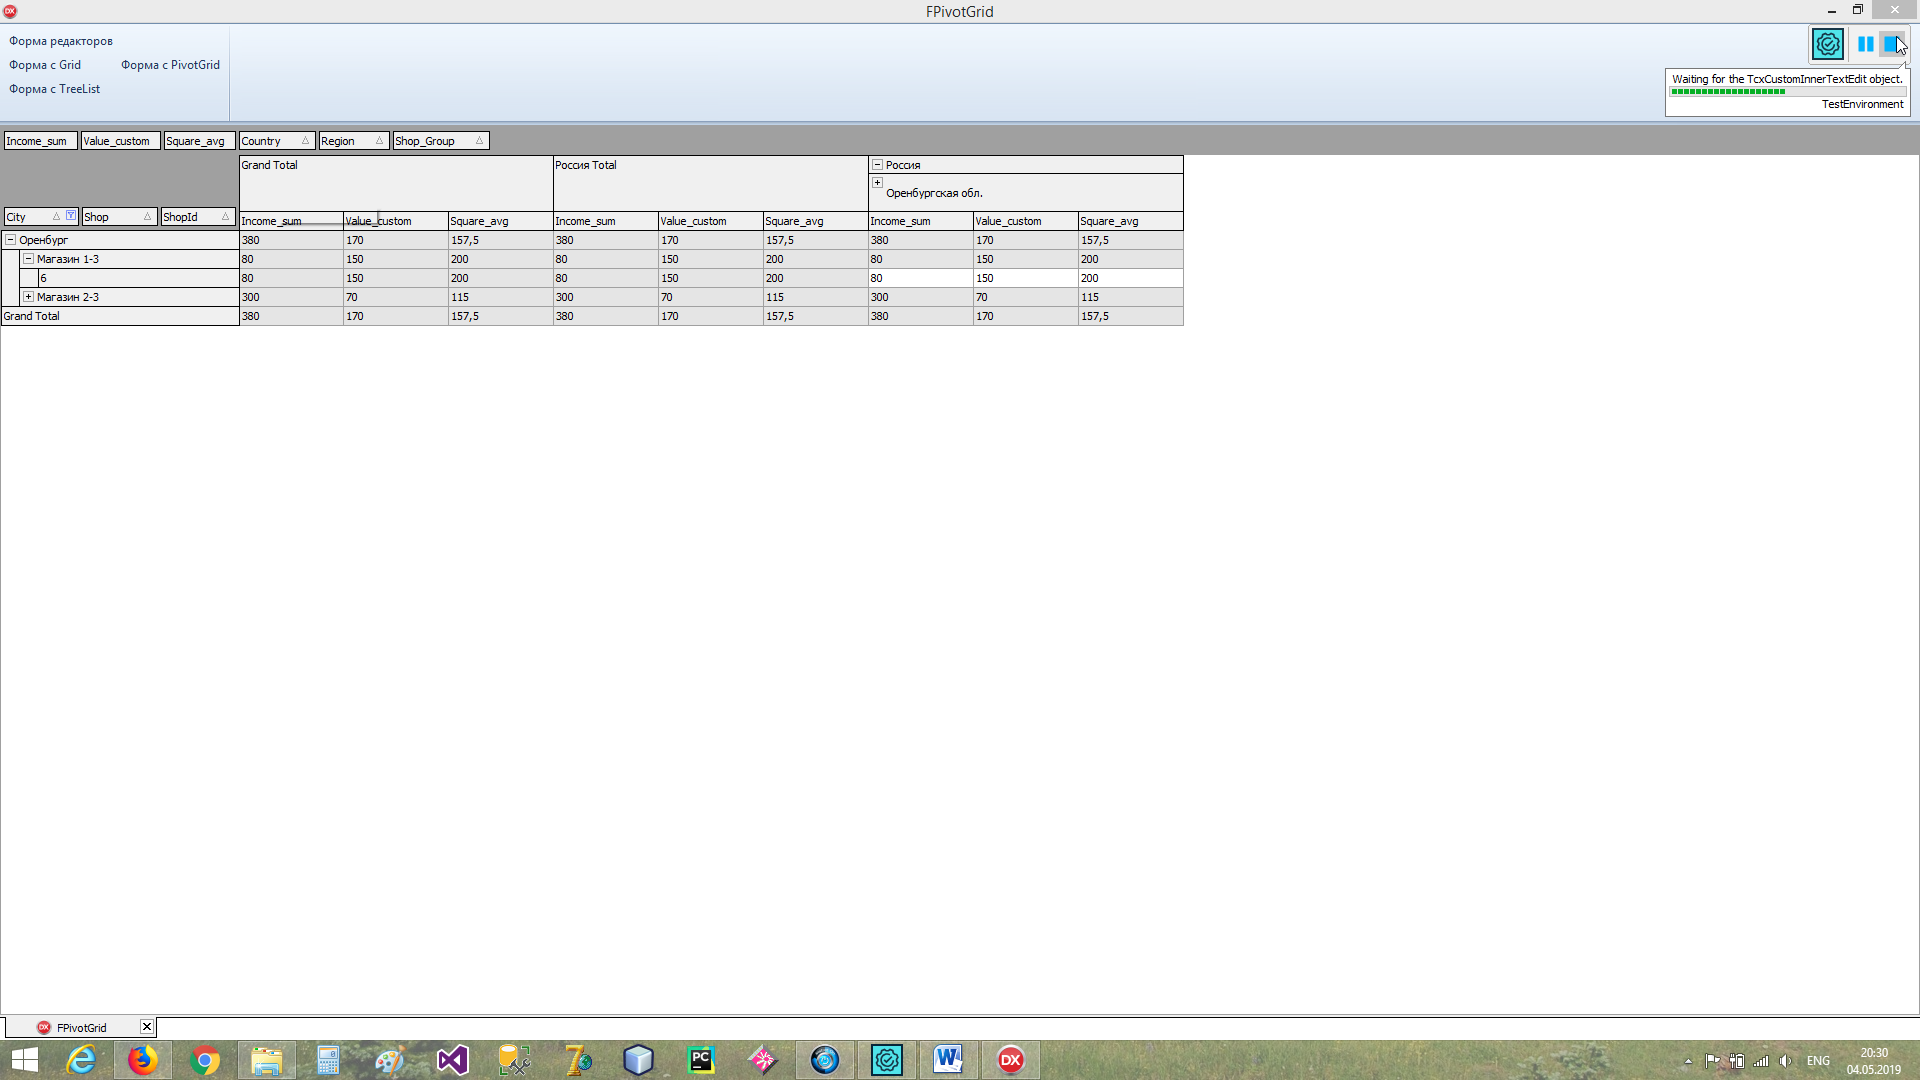 FPivotGrid
Форма редакторов
Форма с Grid Форма с PivotGrid
Форма с TreeList
Waiting for the TcxCustomInnerTextEdit object.
TestEnvironment
Income_sum Value_custom Square_avg Country Region Shop_Group
Grand Total Россия Total Россия
Оренбургская обл.
City Shop ShopId
Income_sum Value_custom Square_avg Income_sum Value_custom Square_avg Income_sum Value_custom Square_avg
Оренбург 380 170 157,5 380 170 157,5 380 170 157,5
Магазин 1-3 80 150 200 80 150 200 80 150 200
6 80 150 200 80 150 200 80 150 200
Магазин 2-3 300 70 115 300 70 115 300 70 115
Grand Total 380 170 157,5 380 170 157,5 380 170 157,5
DX FPivotGrid
PC DX ENG 20:30
04.05.2019